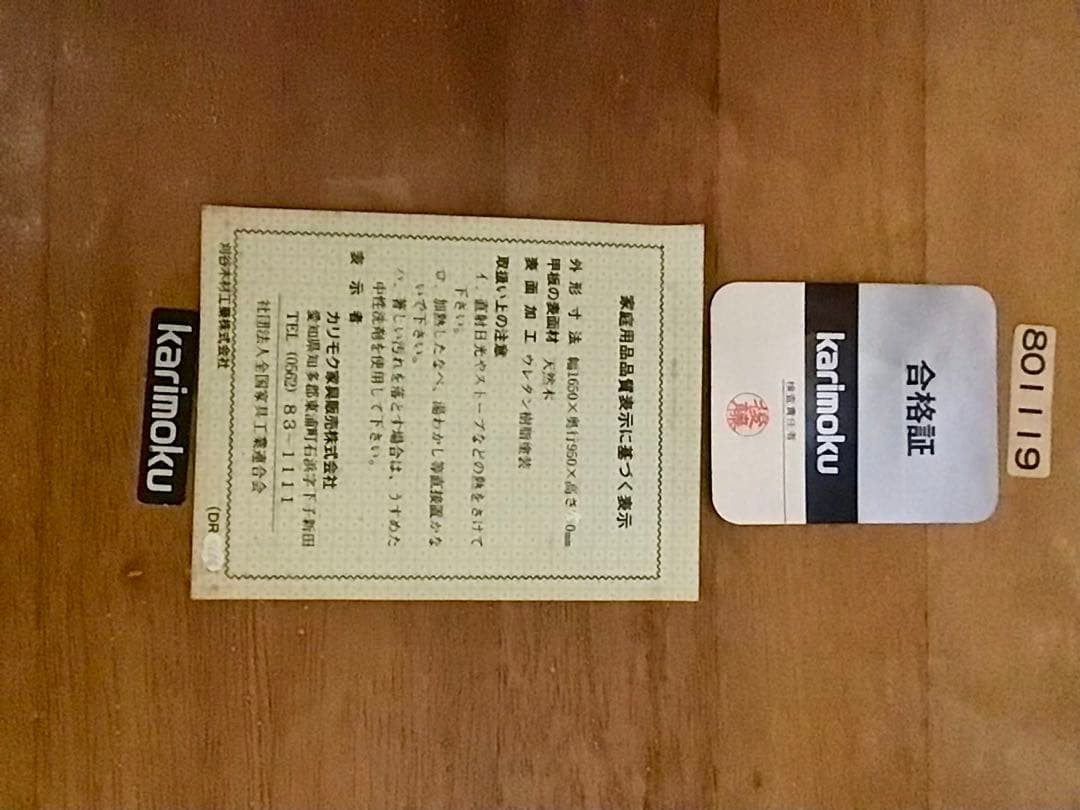 801119
合格証
karimoku
検査責任者
家庭用品品質表示に基づく表示
外形寸法 幅1650×奥行950×高さ 0mm
甲板の表面材 天然木
表面加工 ウレタン樹脂塗装
取扱い上の注意
イ. 直射日光やストーブなどの熱をさけて
下さい。
ロ. 加熱したなべ、湯わかし等直接置かな
いで下さい。
ハ. 著しい汚れを落とす場合は、うすめた
中性洗剤を使用して下さい。
表示者
カリモク家具販売株式会社
愛知県知多郡東浦町石浜字下子新田
TEL (0562) 83-1111
社団法人全国家具工業連合会
刈谷木材工業株式会社
(DR
karimoku